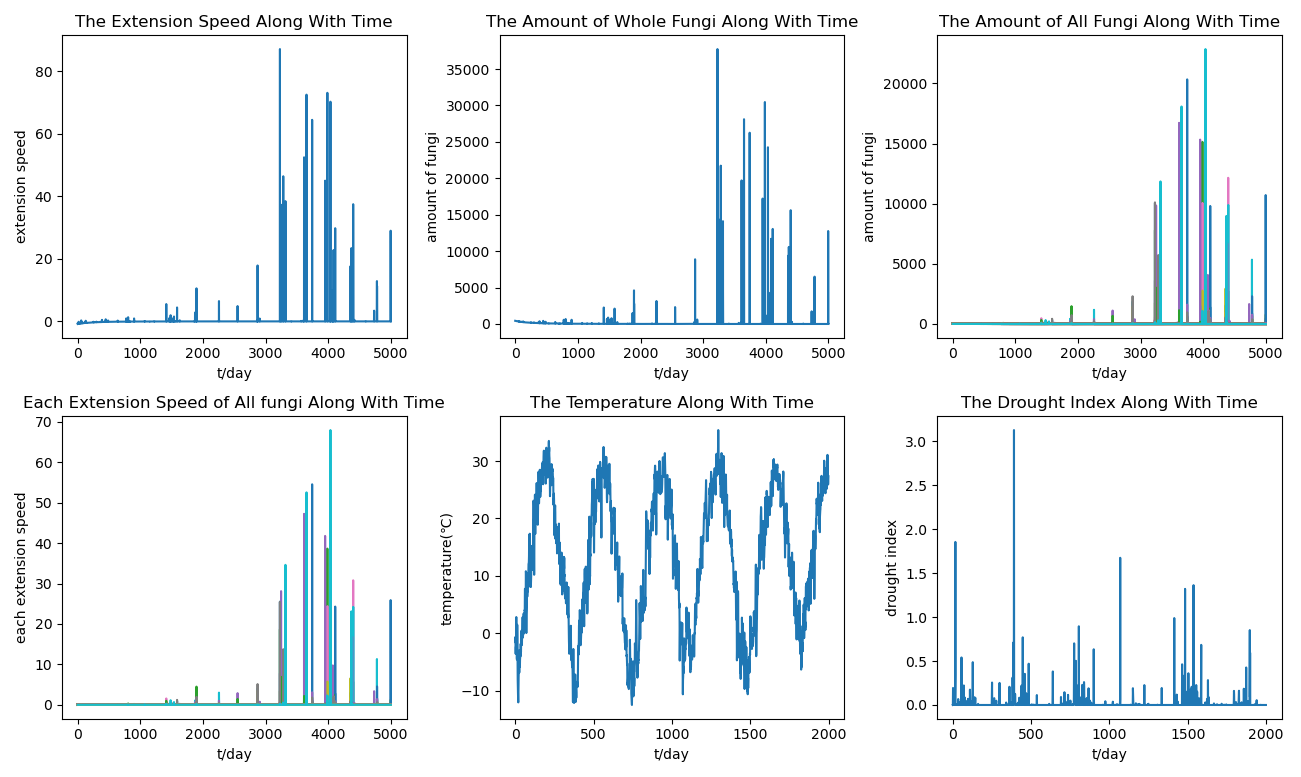 The Extension Speed Along With Time
80
60
40
20
0
extension speed
0 1000 2000 3000 4000 5000
t/day
The Amount of Whole Fungi Along With Time
35000
30000
25000
20000
15000
10000
5000
0
amount of fungi
0 1000 2000 3000 4000 5000
t/day
The Amount of All Fungi Along With Time
20000
15000
10000
5000
0
amount of fungi
0 1000 2000 3000 4000 5000
t/day
Each Extension Speed of All fungi Along With Time
70
60
50
40
30
20
10
0
each extension speed
0 1000 2000 3000 4000 5000
t/day
The Temperature Along With Time
30
20
10
0
−10
temperature(℃)
0 500 1000 1500 2000
t/day
The Drought Index Along With Time
3.0
2.5
2.0
1.5
1.0
0.5
0.0
drought index
0 500 1000 1500 2000
t/day